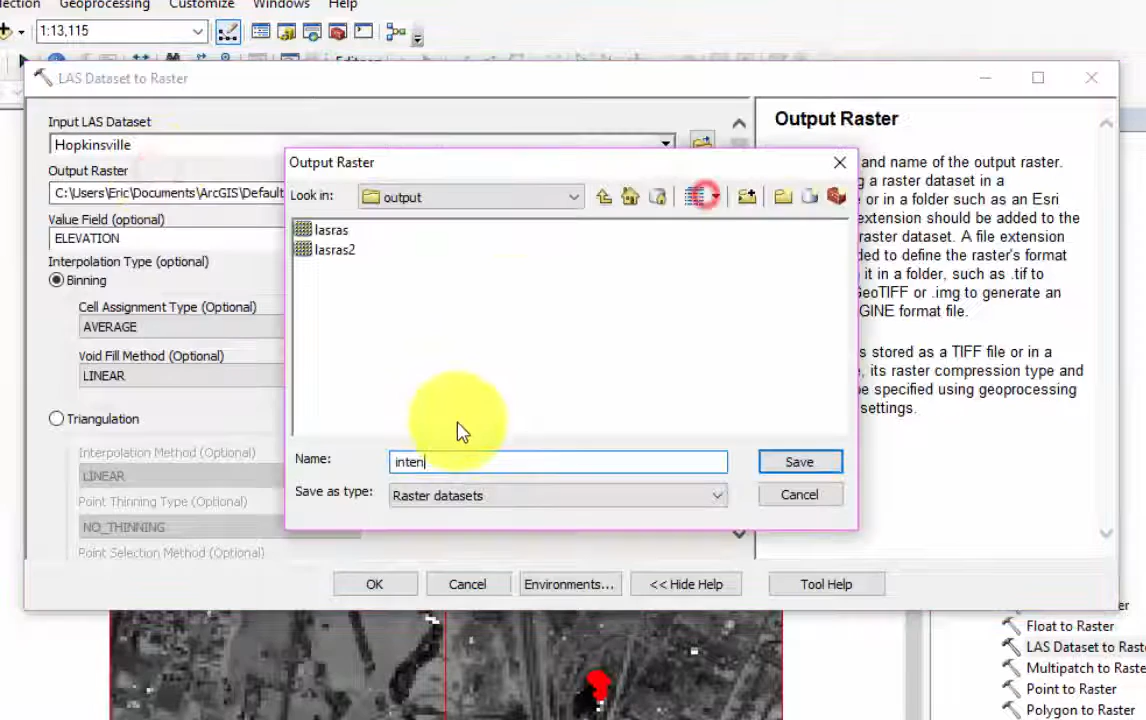 Geoprocessing Customize Windows Help
1:13,115
LAS Dataset to Raster
Input LAS Dataset
Hopkinsville
Output Raster
C:\Users\Eric\Documents\ArcGIS\Default
Value Field (optional)
ELEVATION
Interpolation Type (optional)
Binning
Cell Assignment Type (Optional)
AVERAGE
Void Fill Method (Optional)
LINEAR
Triangulation
Interpolation Method (Optional)
LINEAR
Point Thinning Type (Optional)
NO_THINNING
Point Selection Method (Optional)
Output Raster
Look in: output
lasras
lasras2
Name: inten
Save
Save as type: Raster datasets
Cancel
Output Raster
and name of the output raster.
g a raster dataset in a
or in a folder such as an Esri
extension should be added to the
raster dataset. A file extension
ded to define the raster's format
it in a folder, such as .tif to
GeoTIFF or .img to generate an
GINE format file.
s stored as a TIFF file or in a
, its raster compression type and
be specified using geoprocessing
settings.
OK Cancel Environments... << Hide Help Tool Help
Float to Raster
LAS Dataset to Raste
Multipatch to Raste
Point to Raster
Polygon to Raster